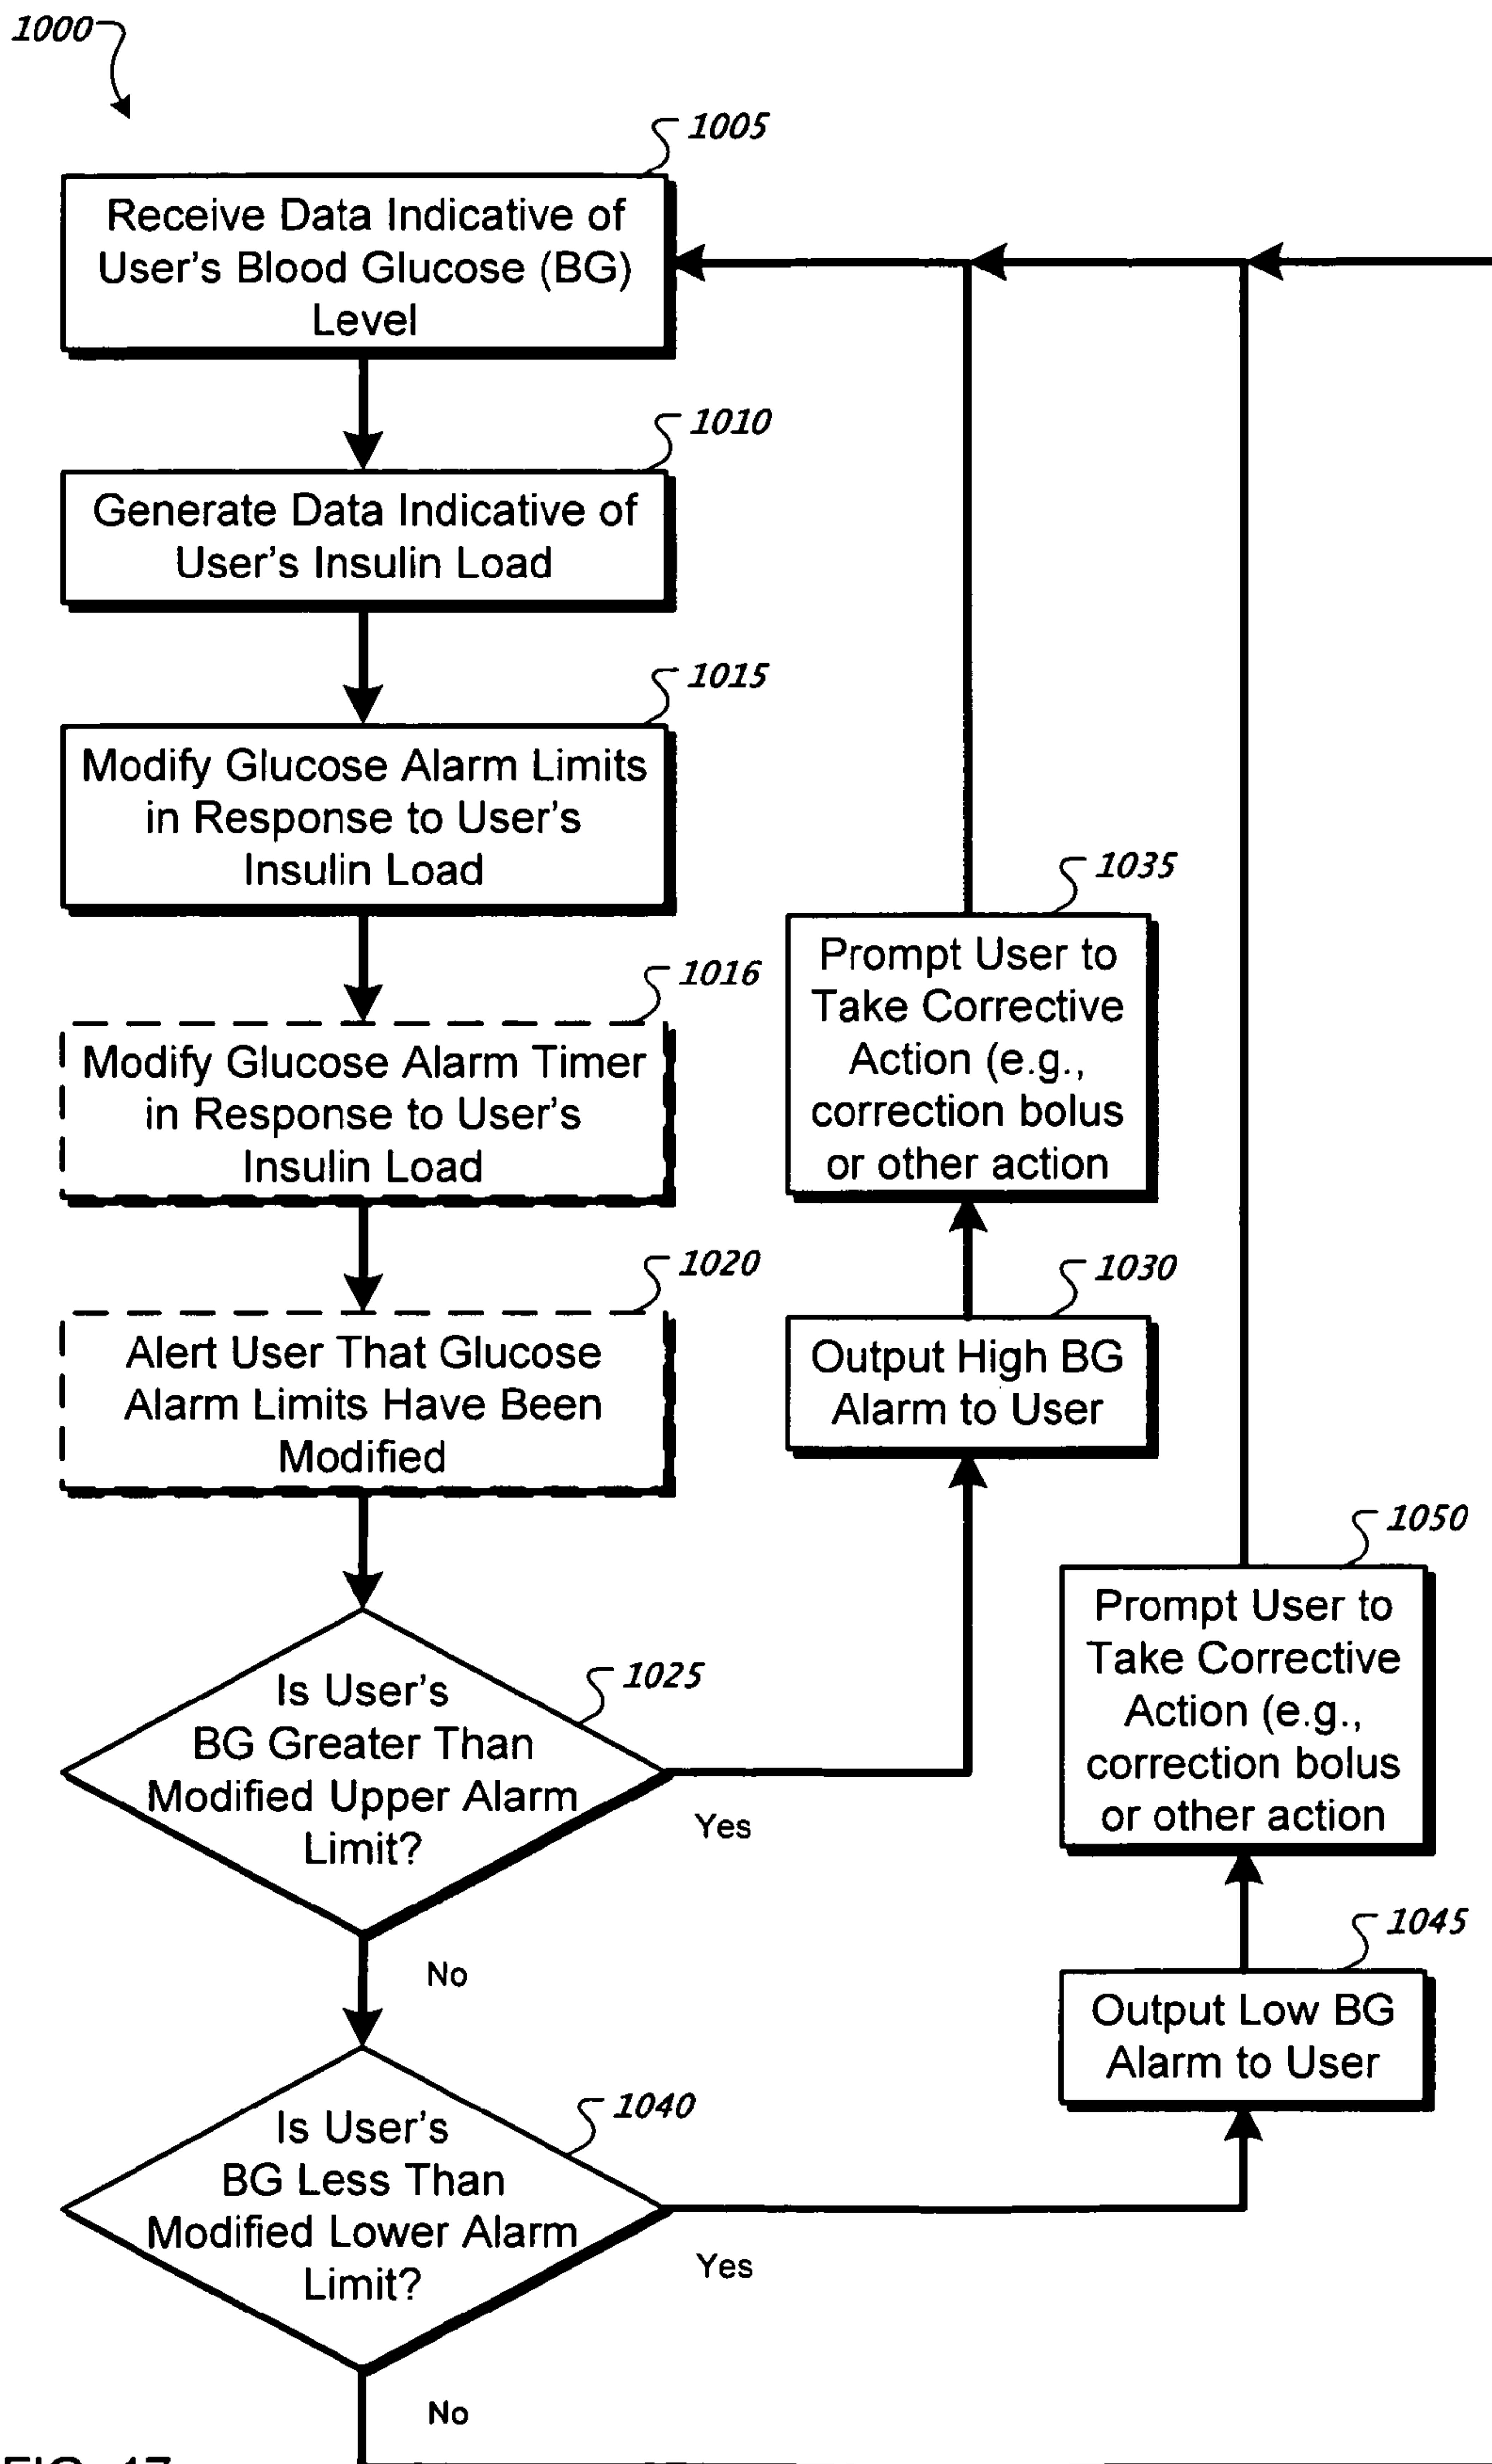 1000
1005
Receive Data Indicative of
User's Blood Glucose (BG)
Level
1010
Generate Data Indicative of
User's Insulin Load
1015
Modify Glucose Alarm Limits
in Response to User's
Insulin Load
1016
Modify Glucose Alarm Timer
in Response to User's
Insulin Load
1020
Alert User That Glucose
Alarm Limits Have Been
Modified
1025
Is User's
BG Greater Than
Modified Upper Alarm
Limit?
Yes
No
1030
Output High BG
Alarm to User
1035
Prompt User to
Take Corrective
Action (e.g.,
correction bolus
or other action
1040
Is User's
BG Less Than
Modified Lower Alarm
Limit?
Yes
No
1045
Output Low BG
Alarm to User
1050
Prompt User to
Take Corrective
Action (e.g.,
correction bolus
or other action
FIG. 17